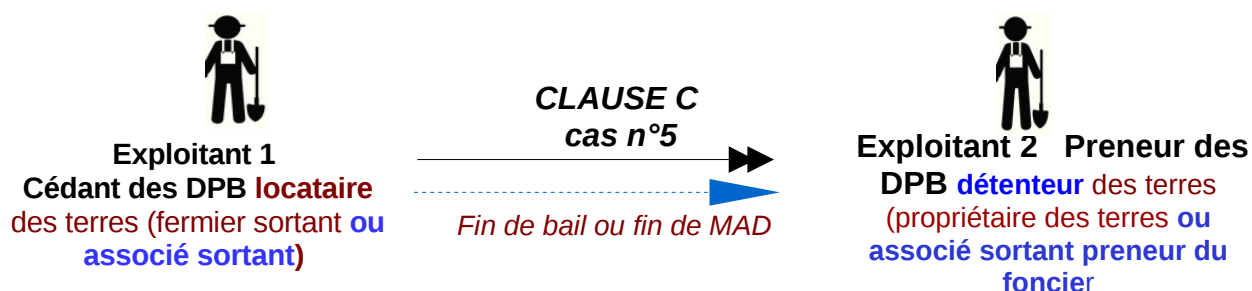 CLAUSE C
cas n°5
Exploitant 1
Cédant des DPB locataire
des terres (fermier sortant ou
associé sortant)
Fin de bail ou fin de MAD
Exploitant 2 Preneur des
DPB détenteur des terres
(propriétaire des terres ou
associé sortant preneur du
foncier